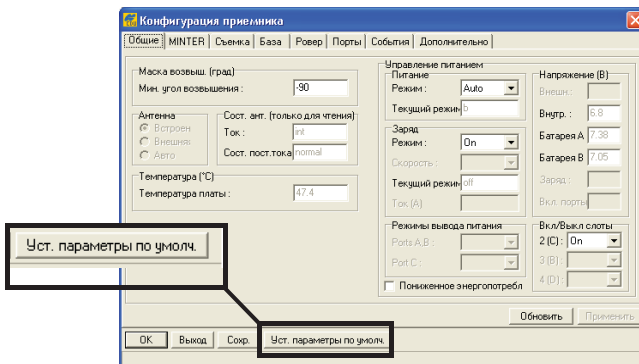 Конфигурация приемника
Общие MINTER Съемка База Ровер Порты События Дополнительно
Маска возвыш. (град)
Мин. угол возвышения : -90
Антенна
Встроен
Внешняя
Авто
Сост. ант. (только для чтения)
Ток : int
Сост. пост.тока normal
Температура (°C)
Температура платы : 47.4
Управление питанием
Питание
Режим : Auto
Текущий режим b
Заряд
Режим : On
Скорость :
Текущий режим off
Ток (А)
Режимы вывода питания
Ports A,B :
Port C :
Пониженное энергопотребл
Напряжение (В)
Внешн.:
Внутр. : 6.8
Батарея A 7.38
Батарея B 7.05
Заряд :
Вкл. порты
Вкл/Выкл слоты
2 (C) : On
3 (B) :
4 (D) :
Уст. параметры по умолч.
Обновить Применить
OK Выход Сохр. Уст. параметры по умолч.